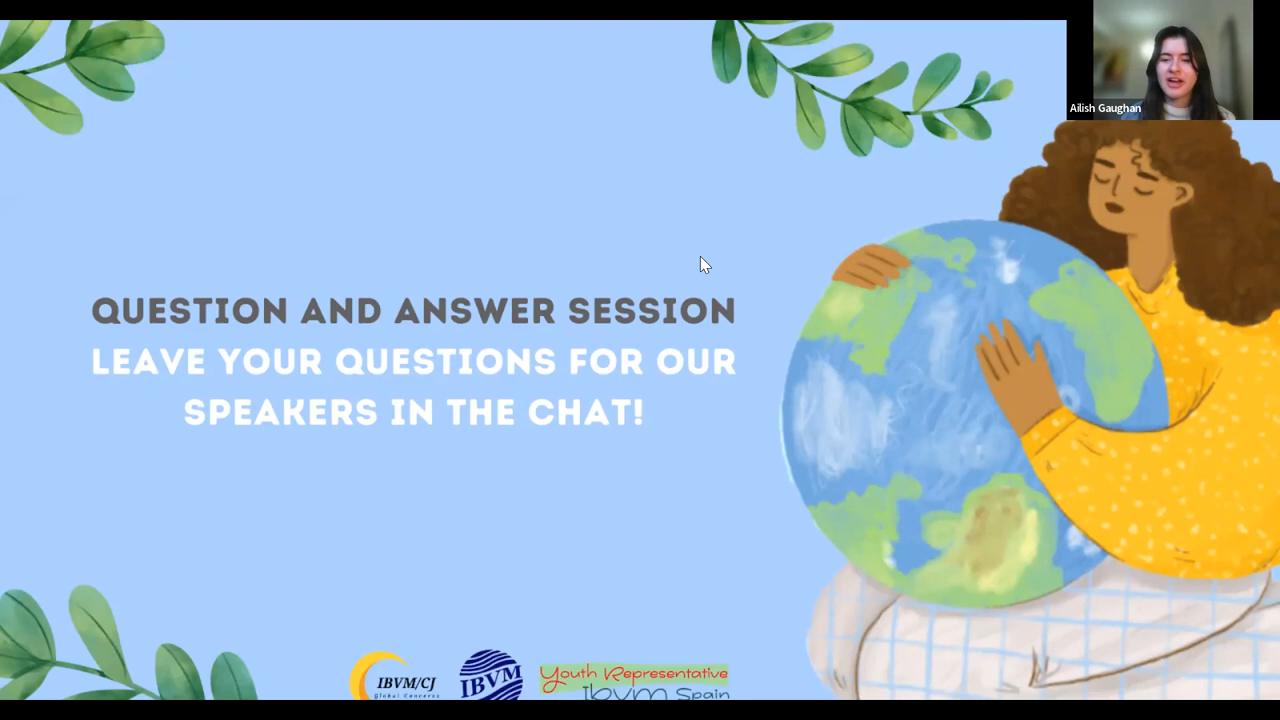 Ailish Gaughan
QUESTION AND ANSWER SESSION
LEAVE YOUR QUESTIONS FOR OUR
SPEAKERS IN THE CHAT!
IBVM/CJ
Global Concerns
IBVM
Youth Representative
Ibvm Spain